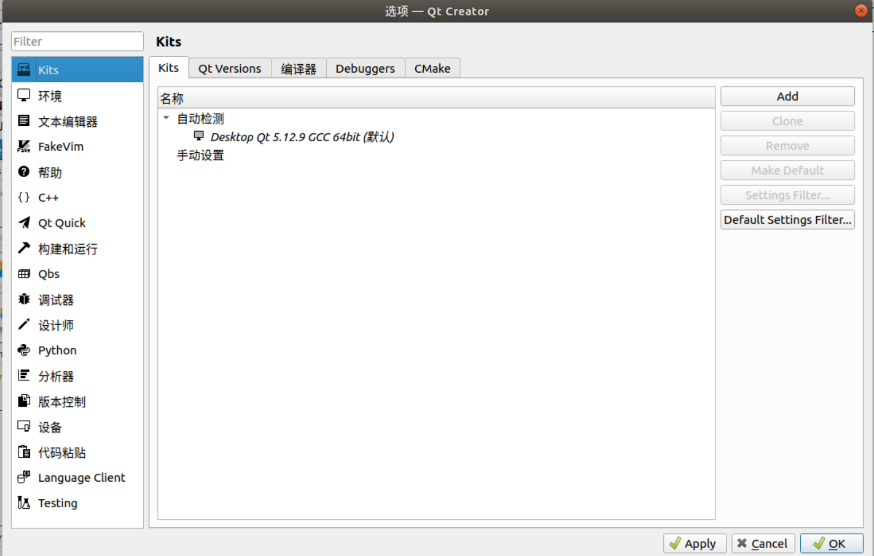 选项 — Qt Creator
Filter
Kits
环境
文本编辑器
FakeVim
帮助
C++
Qt Quick
构建和运行
Qbs
调试器
设计师
Python
分析器
版本控制
设备
代码粘贴
Language Client
Testing
Kits
Kits Qt Versions 编译器 Debuggers CMake
名称
自动检测
Desktop Qt 5.12.9 GCC 64bit (默认)
手动设置
Add
Clone
Remove
Make Default
Settings Filter...
Default Settings Filter...
Apply Cancel OK